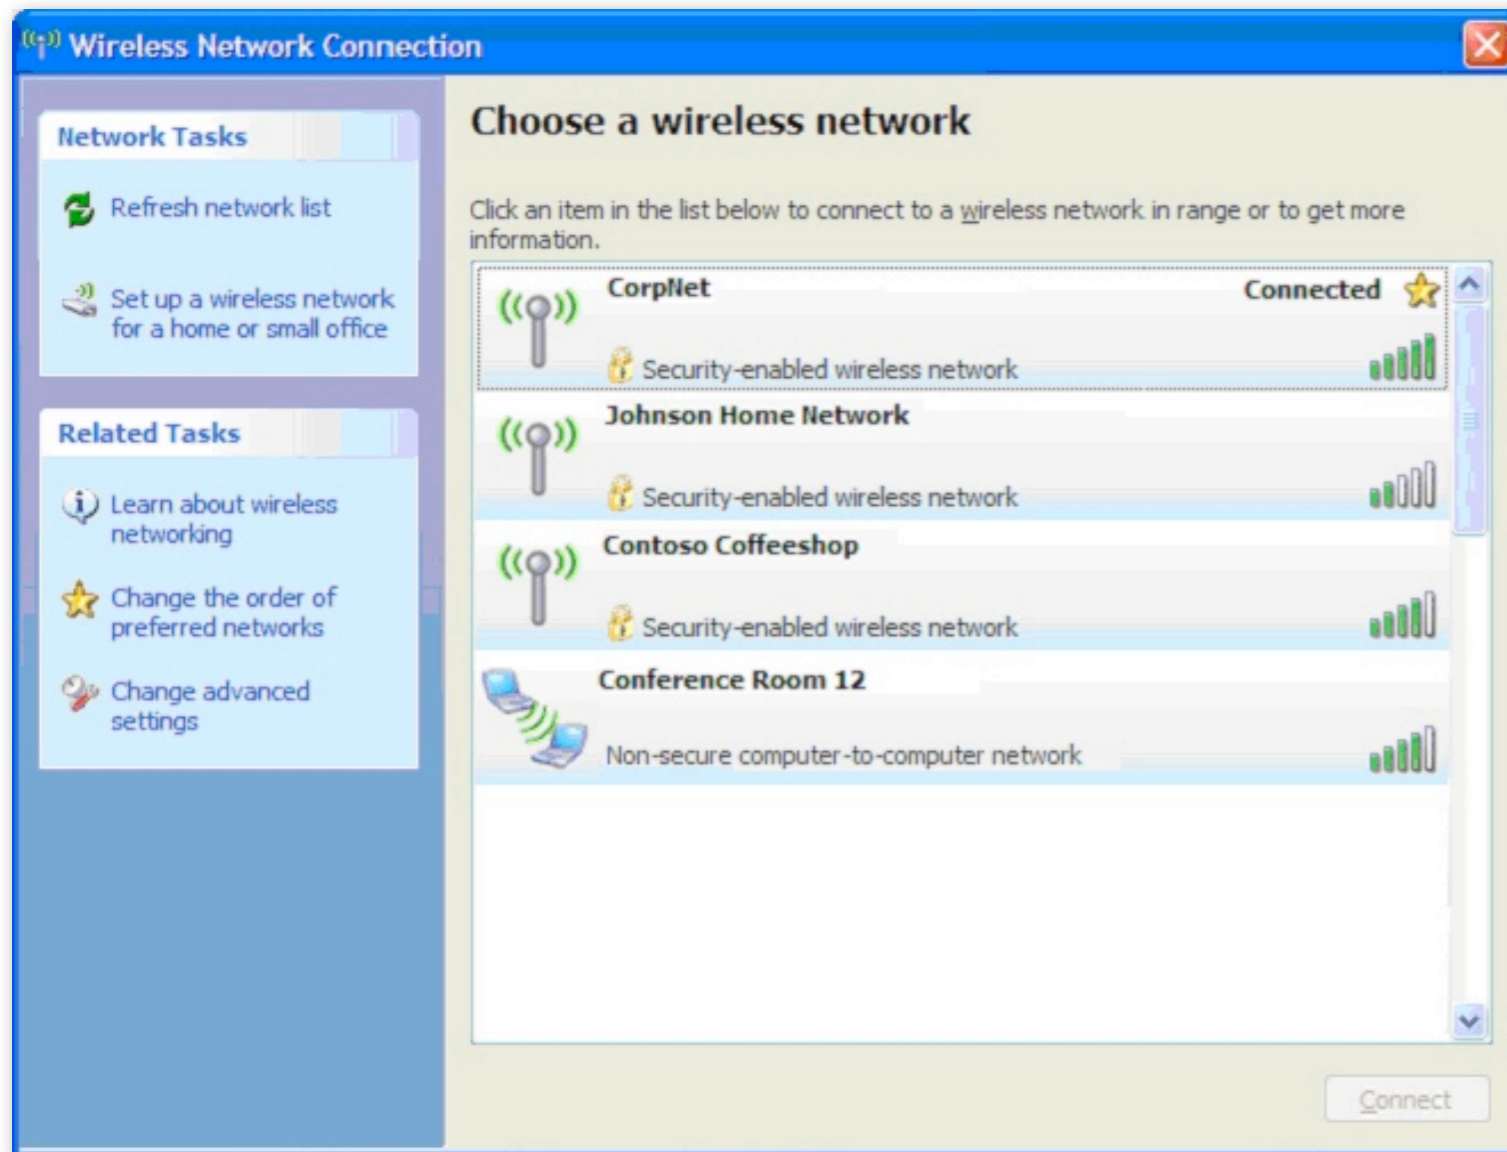 Wireless Network Connection
Network Tasks
Refresh network list
Set up a wireless network
for a home or small office
Related Tasks
Learn about wireless
networking
Change the order of
preferred networks
Change advanced
settings
Choose a wireless network
Click an item in the list below to connect to a wireless network in range or to get more
information.
CorpNet Connected
Security-enabled wireless network
Johnson Home Network
Security-enabled wireless network
Contoso Coffeeshop
Security-enabled wireless network
Conference Room 12
Non-secure computer-to-computer network
Connect